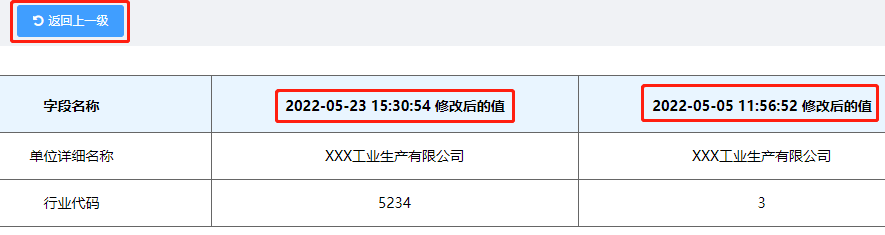 返回上一级
字段名称 2022-05-23 15:30:54 修改后的值 2022-05-05 11:56:52 修改后的值
单位详细名称 XXX工业生产有限公司 XXX工业生产有限公司
行业代码 5234 3